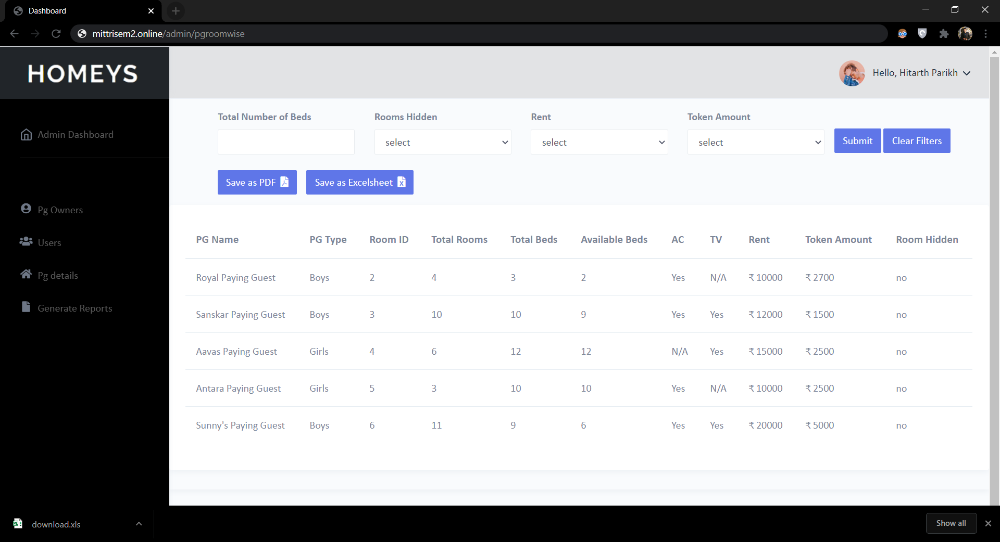 Dashboard
mittrisem2.online/admin/pgroomwise
HOMEYS
Hello, Hitarth Parikh
Admin Dashboard
Pg Owners
Users
Pg details
Generate Reports
Total Number of Beds Rooms Hidden Rent Token Amount
select select select Submit Clear Filters
Save as PDF Save as Excelsheet
PG Name PG Type Room ID Total Rooms Total Beds Available Beds AC TV Rent Token Amount Room Hidden
Royal Paying Guest Boys 2 4 3 2 Yes N/A ₹ 10000 ₹ 2700 no
Sanskar Paying Guest Boys 3 10 10 9 Yes Yes ₹ 12000 ₹ 1500 no
Aavas Paying Guest Girls 4 6 12 12 N/A Yes ₹ 15000 ₹ 2500 no
Antara Paying Guest Girls 5 3 10 10 Yes N/A ₹ 10000 ₹ 2500 no
Sunny's Paying Guest Boys 6 11 9 6 Yes Yes ₹ 20000 ₹ 5000 no
download.xls Show all